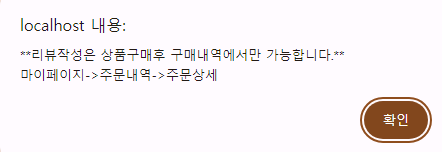 localhost 내용:
**리뷰작성은 상품구매후 구매내역에서만 가능합니다.**
마이페이지->주문내역->주문상세
확인